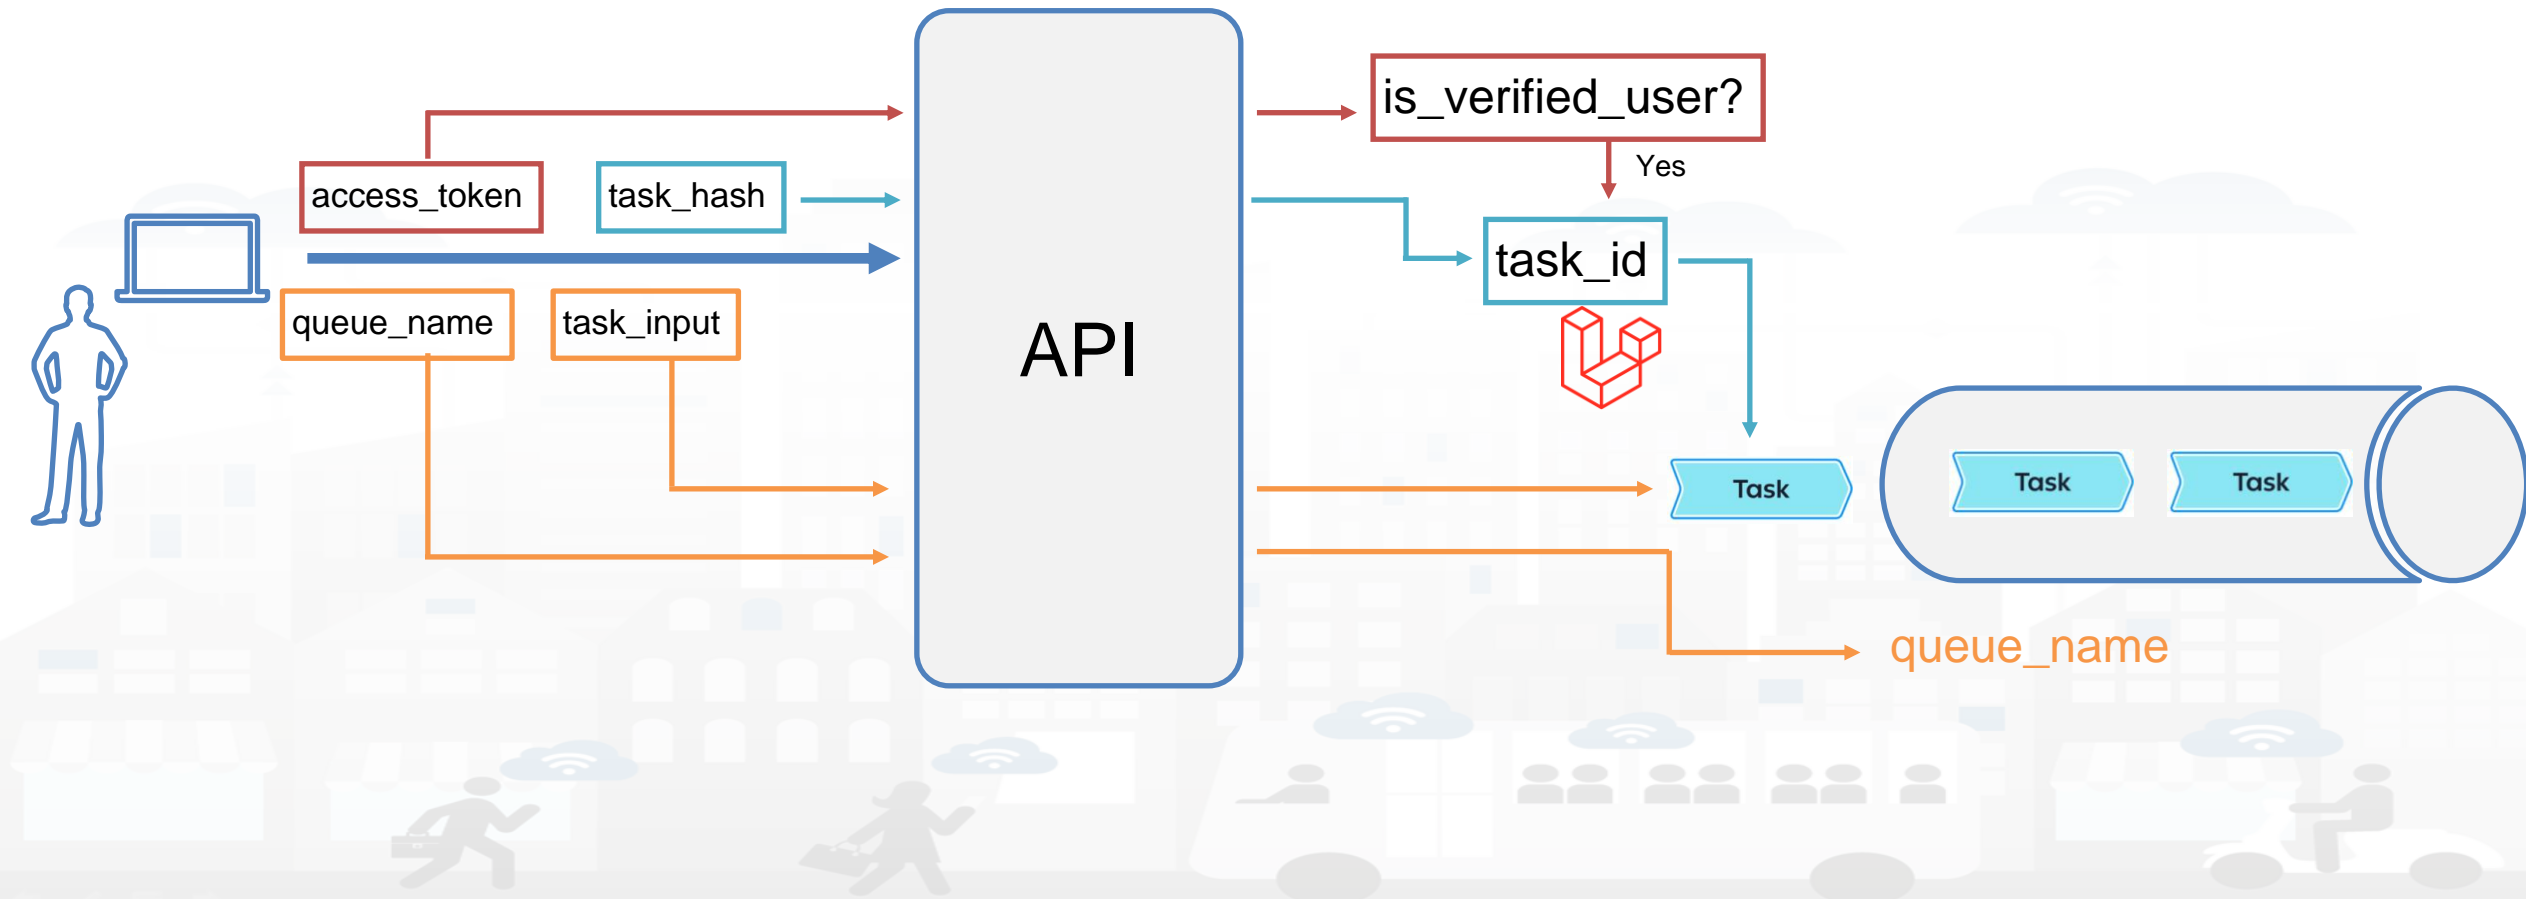 is_verified_user?
Yes
access_token
task_hash
task_id
queue_name
task_input
API
Task
Task
Task
queue_name